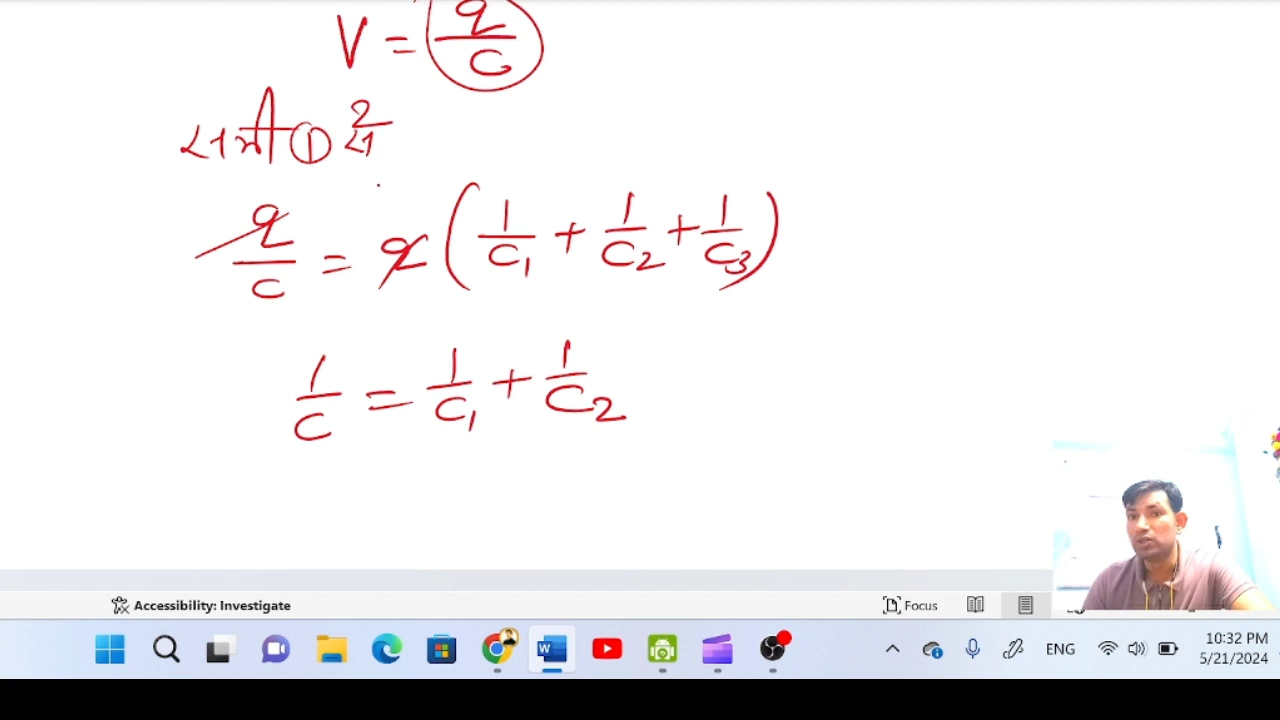 V = q/c
समी ① से
q/c = q(1/c₁ + 1/c₂ + 1/c₃)
1/c = 1/c₁ + 1/c₂
Accessibility: Investigate
Focus
ENG
10:32 PM
5/21/2024